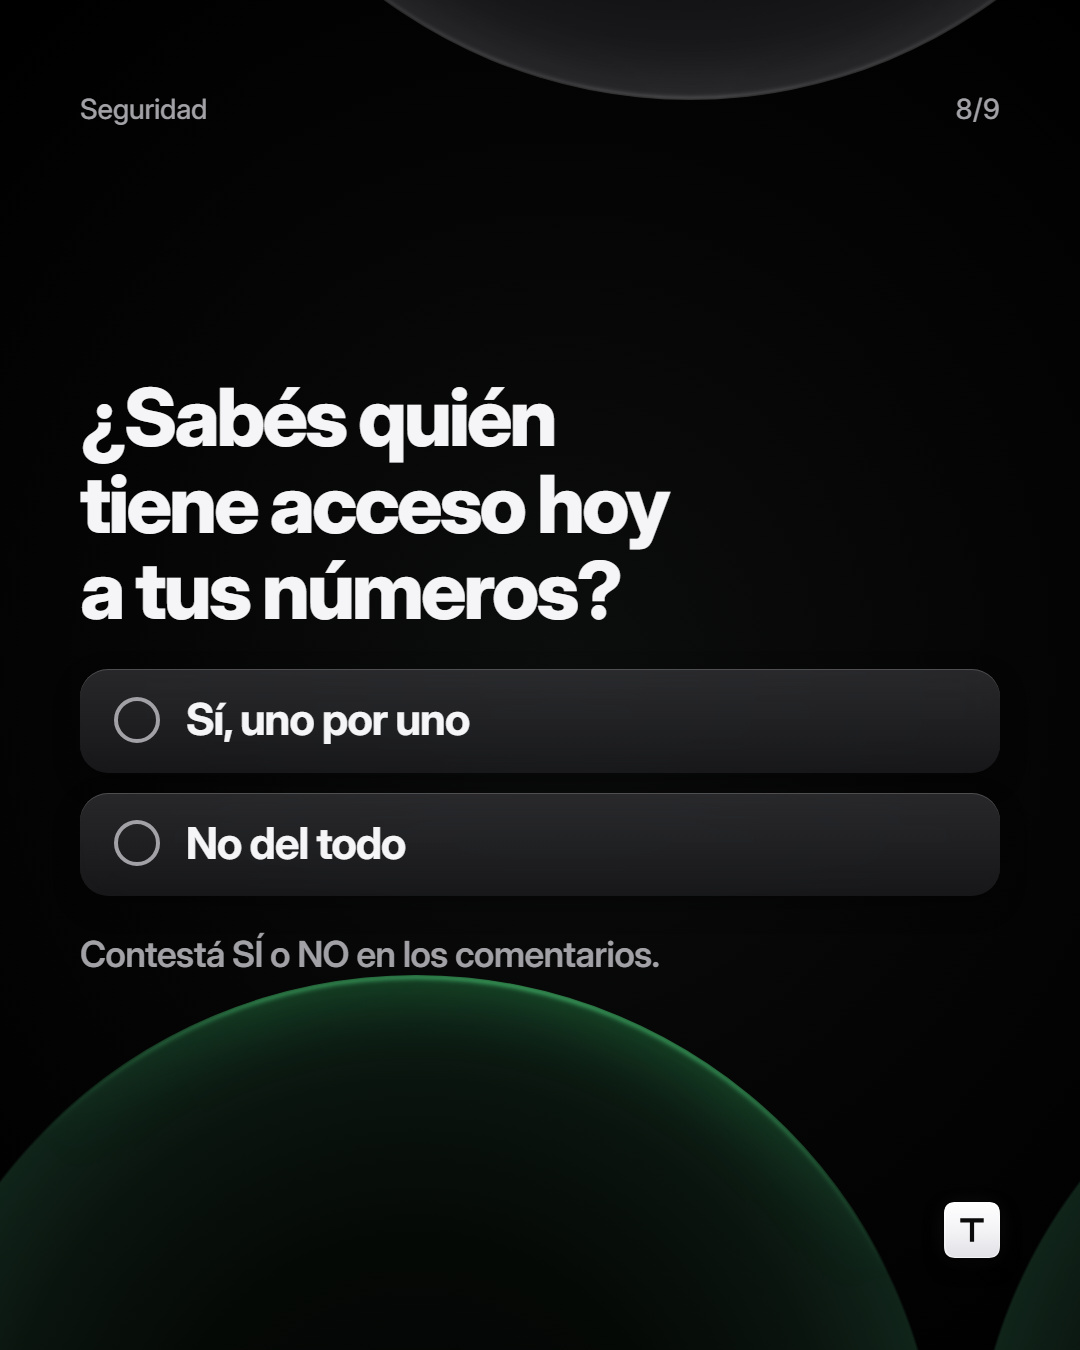 Seguridad
8/9
¿Sabés quién
tiene acceso hoy
a tus números?
Sí, uno por uno
No del todo
Contestá SÍ o NO en los comentarios.
T